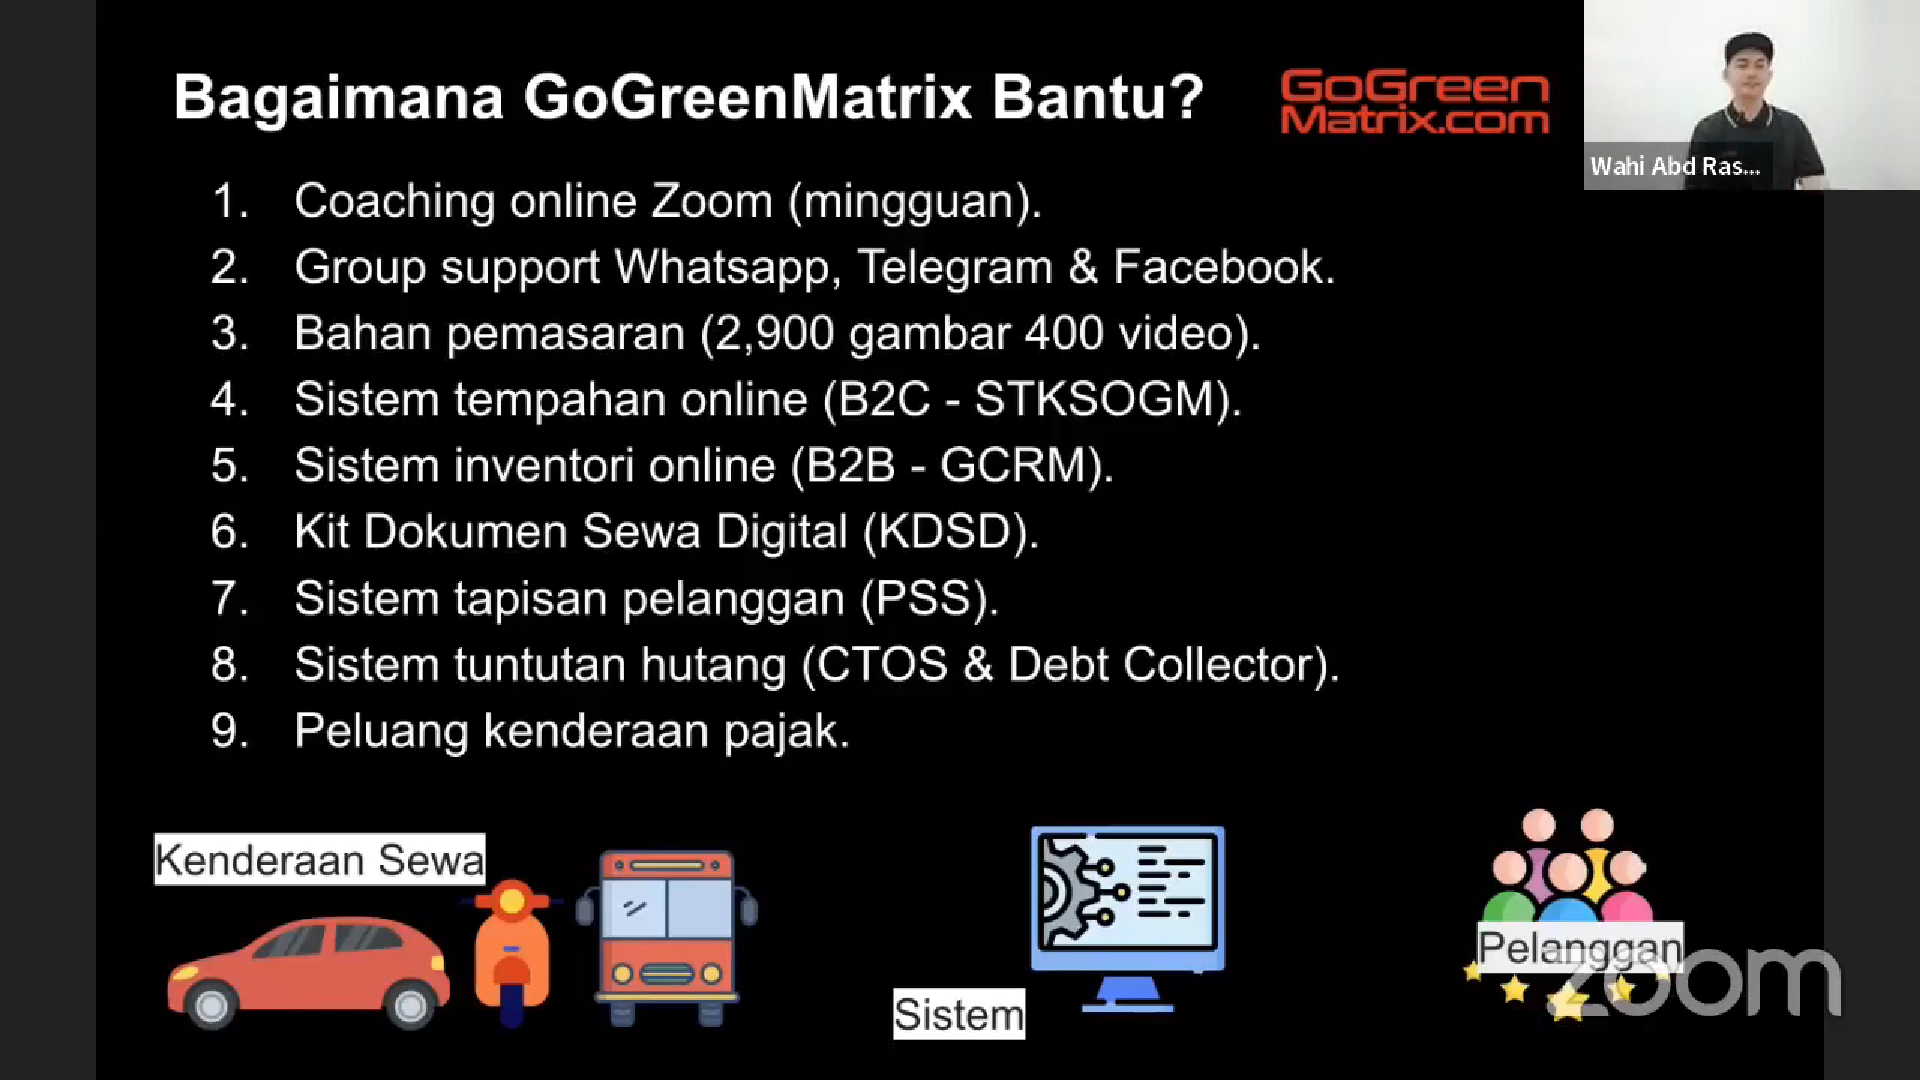 Bagaimana GoGreenMatrix Bantu?
GoGreen
Matrix.com
Wahi Abd Ras...
1. Coaching online Zoom (mingguan).
2. Group support Whatsapp, Telegram & Facebook.
3. Bahan pemasaran (2,900 gambar 400 video).
4. Sistem tempahan online (B2C - STKSOGM).
5. Sistem inventori online (B2B - GCRM).
6. Kit Dokumen Sewa Digital (KDSD).
7. Sistem tapisan pelanggan (PSS).
8. Sistem tuntutan hutang (CTOS & Debt Collector).
9. Peluang kenderaan pajak.
Kenderaan Sewa
Sistem
Pelanggan
zoom